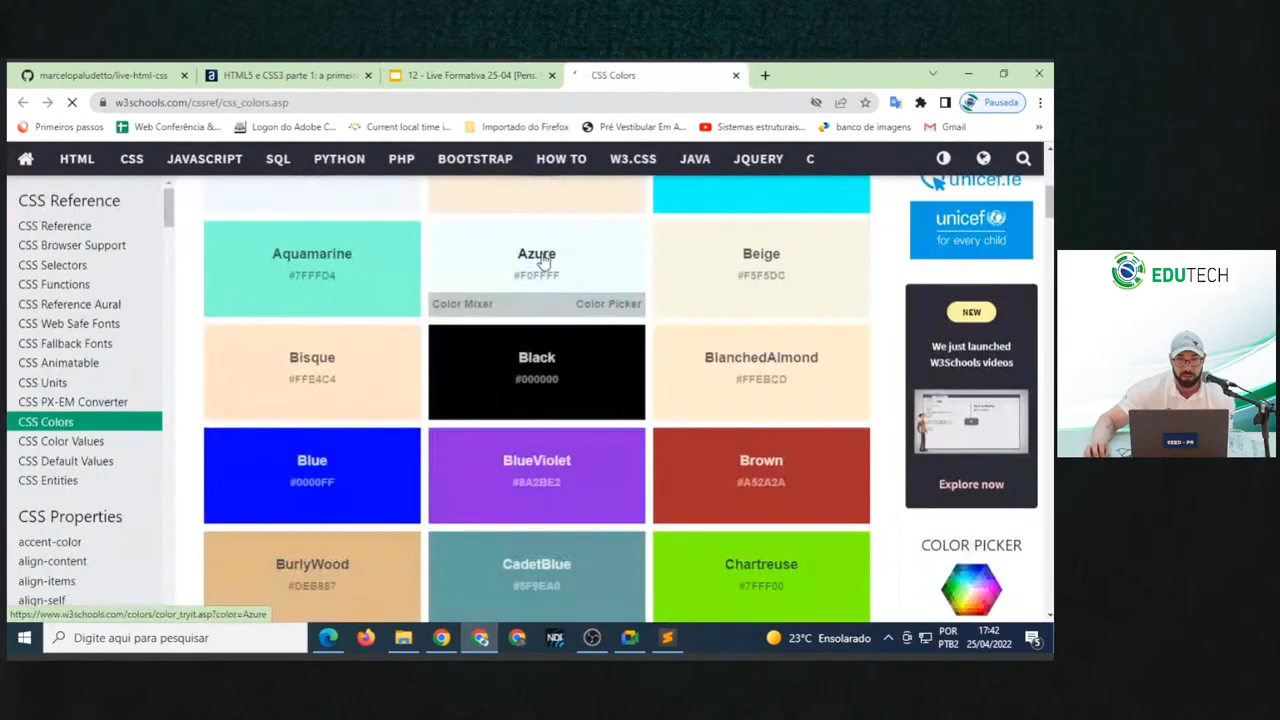 marcelopaludetto/live-html-css
HTML5 e CSS3 parte 1: a primeir
12 - Live Formativa 25-04 [Pens.
CSS Colors
w3schools.com/cssref/css_colors.asp
Pausada
Primeiros passos
Web Conferência &...
Logon do Adobe C...
Current local time i...
Importado do Firefox
Pré Vestibular Em A...
Sistemas estruturais...
banco de imagens
Gmail
HTML CSS JAVASCRIPT SQL PYTHON PHP BOOTSTRAP HOW TO W3.CSS JAVA JQUERY C
CSS Reference
CSS Reference
CSS Browser Support
CSS Selectors
CSS Functions
CSS Reference Aural
CSS Web Safe Fonts
CSS Fallback Fonts
CSS Animatable
CSS Units
CSS PX-EM Converter
CSS Colors
CSS Color Values
CSS Default Values
CSS Entities
CSS Properties
accent-color
align-content
align-items
align-self
https://www.w3schools.com/colors/color_tryit.asp?color=Azure
Aquamarine
#7FFFD4
Azure
#F0FFFF
Color Mixer
Color Picker
Beige
#F5F5DC
Bisque
#FFE4C4
Black
#000000
BlanchedAlmond
#FFEBCD
Blue
#0000FF
BlueViolet
#8A2BE2
Brown
#A52A2A
BurlyWood
#DEB887
CadetBlue
#5F9EA0
Chartreuse
#7FFF00
unicef.ie
unicef
for every child
NEW
We just launched
W3Schools videos
Explore now
COLOR PICKER
EDUTECH
SEED - PR
Digite aqui para pesquisar
NDI
23°C Ensolarado
POR
PTB2
17:42
25/04/2022
5